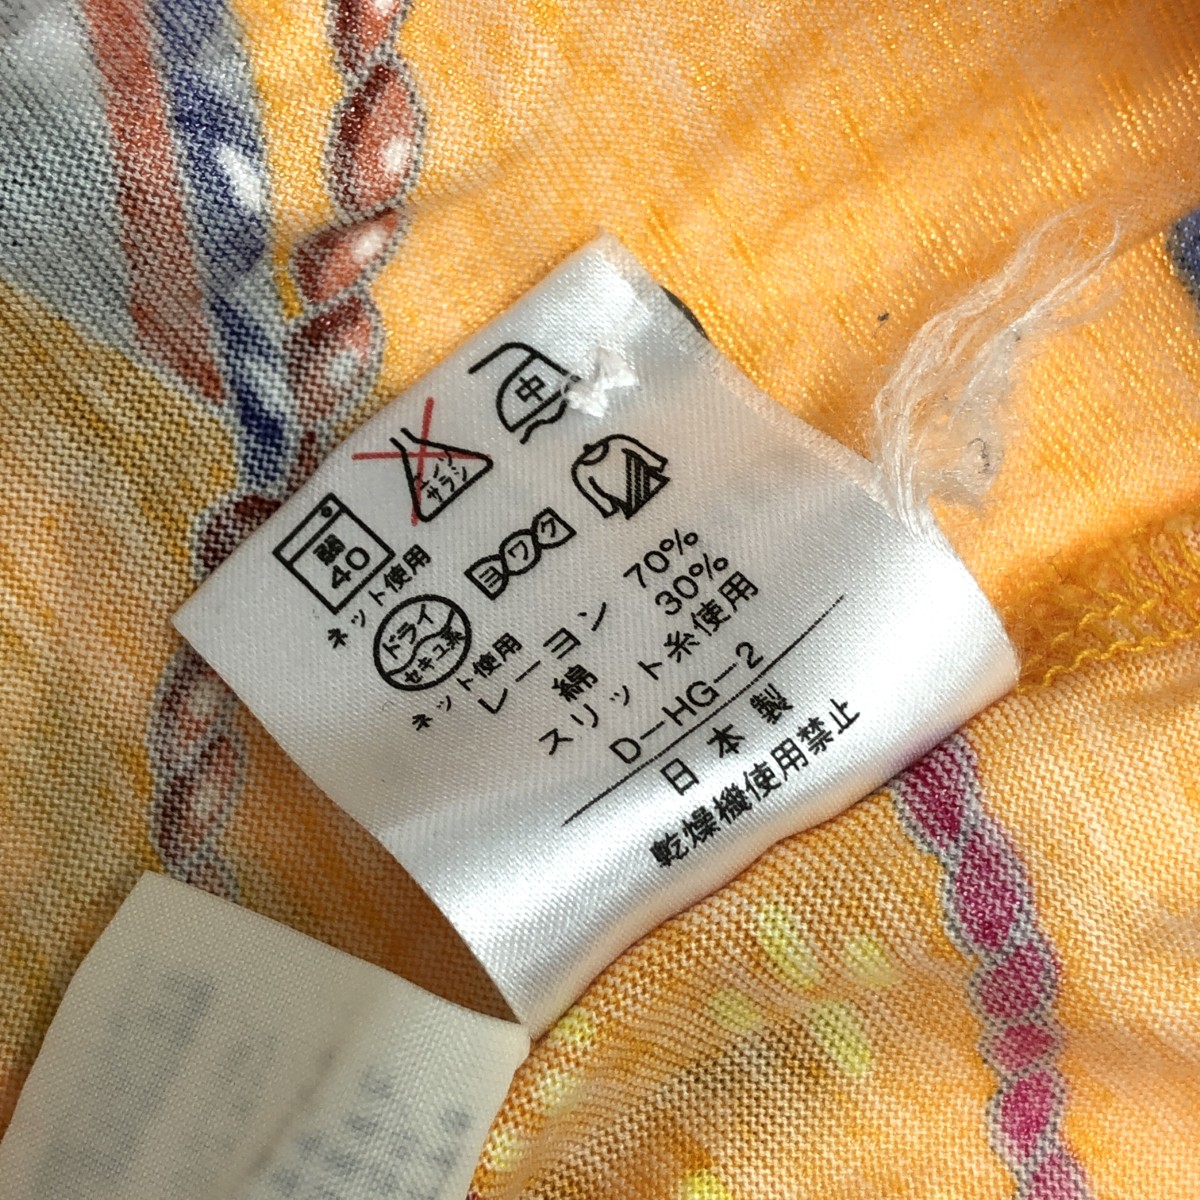 弱
40
ネット使用
エンソ
サラシ
中
ドライ
セキユ系
ネット使用
ヨワク
レーヨン 70%
綿 30%
スリット糸使用
D-HG-2
日本製
乾燥機使用禁止